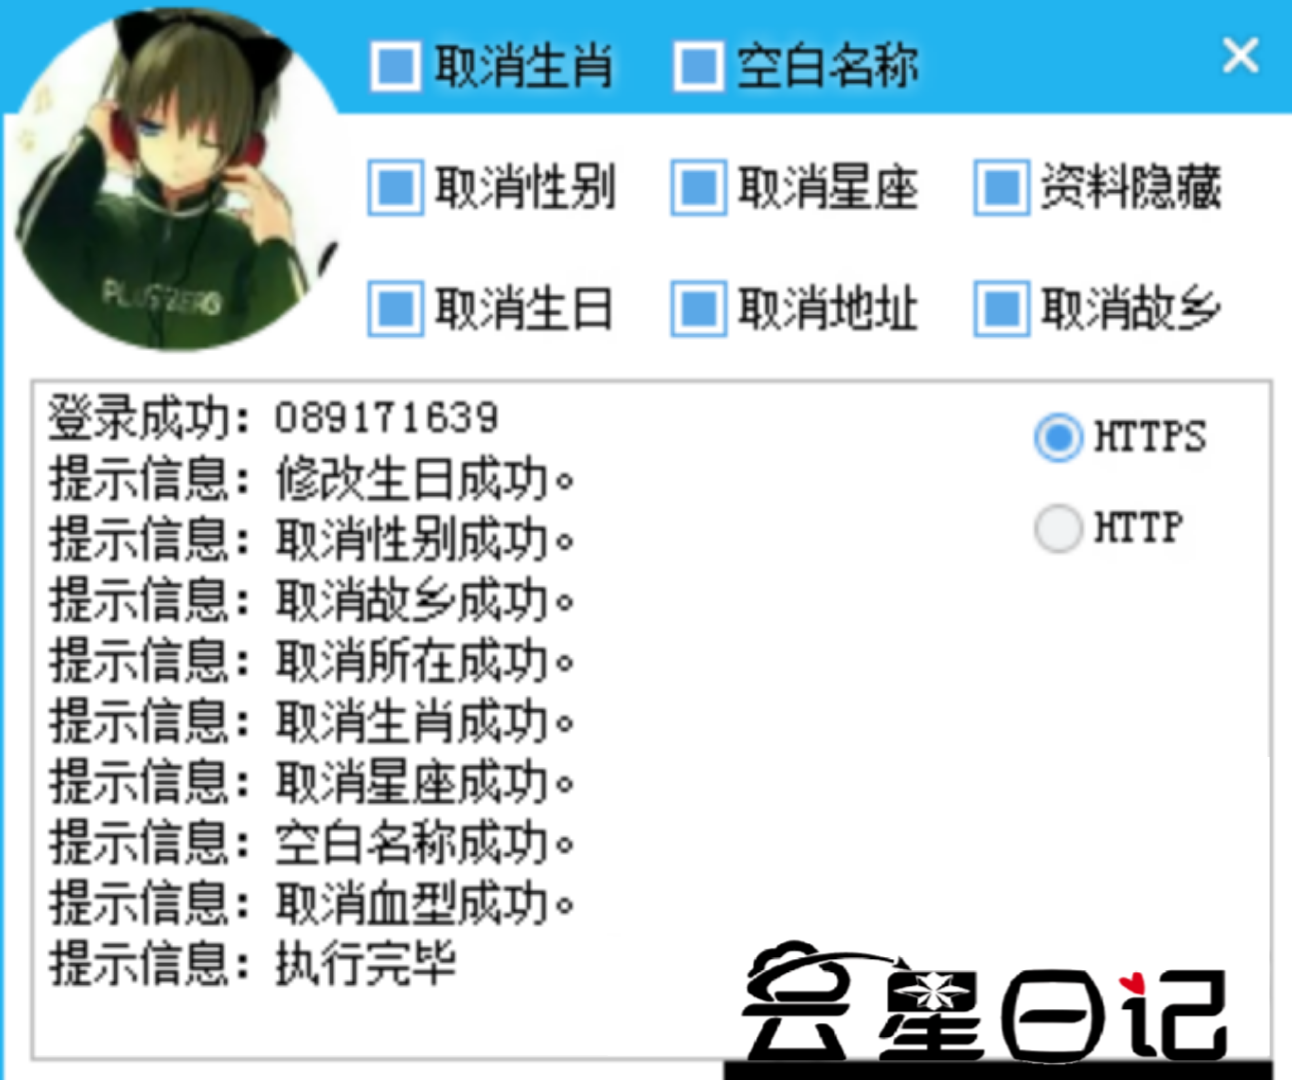 取消生肖 空白名称
取消性别 取消星座 资料隐藏
取消生日 取消地址 取消故乡
登录成功：089171639
HTTPS
提示信息：修改生日成功。
HTTP
提示信息：取消性别成功。
提示信息：取消故乡成功。
提示信息：取消所在成功。
提示信息：取消生肖成功。
提示信息：取消星座成功。
提示信息：空白名称成功。
提示信息：取消血型成功。
提示信息：执行完毕
云星日记